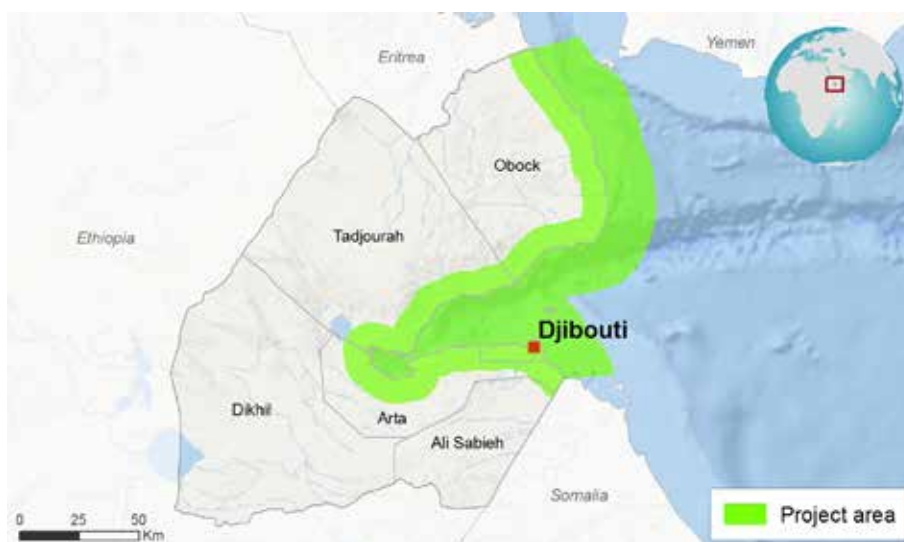 Yemen
Eritrea
Obock
Ethiopia
Tadjourah
Djibouti
Dikhil
Arta
Ali Sabieh
Somalia
0 25 50
Km
Project area